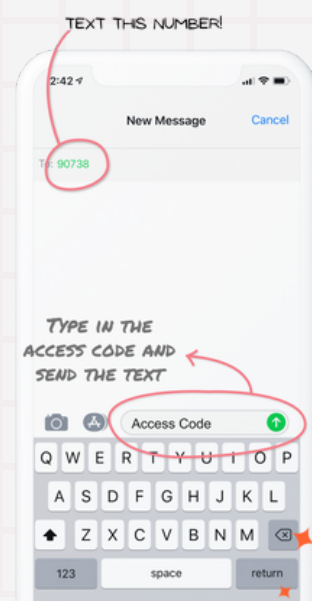 TEXT THIS NUMBER!
2:42
New Message
Cancel
To: 90738
TYPE IN THE
ACCESS CODE AND
SEND THE TEXT
Access Code
Q W E R T Y U I O P
A S D F G H J K L
Z X C V B N M
123
space
return